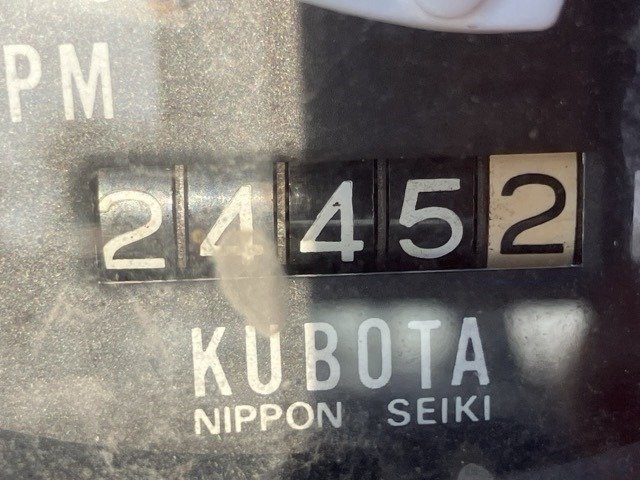 PM
24452
KUBOTA
NIPPON SEIKI